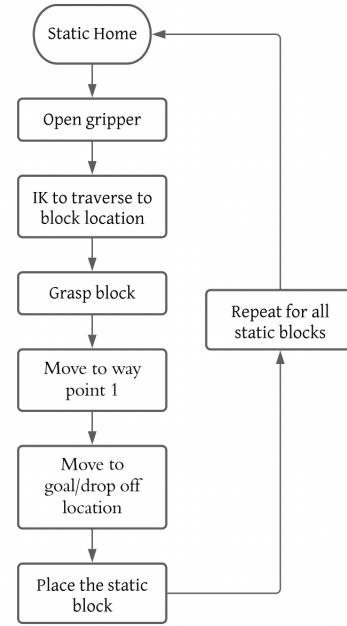 Static Home
Open gripper
IK to traverse to
block location
Grasp block
Move to way
point 1
Move to
goal/drop off
location
Place the static
block
Repeat for all
static blocks